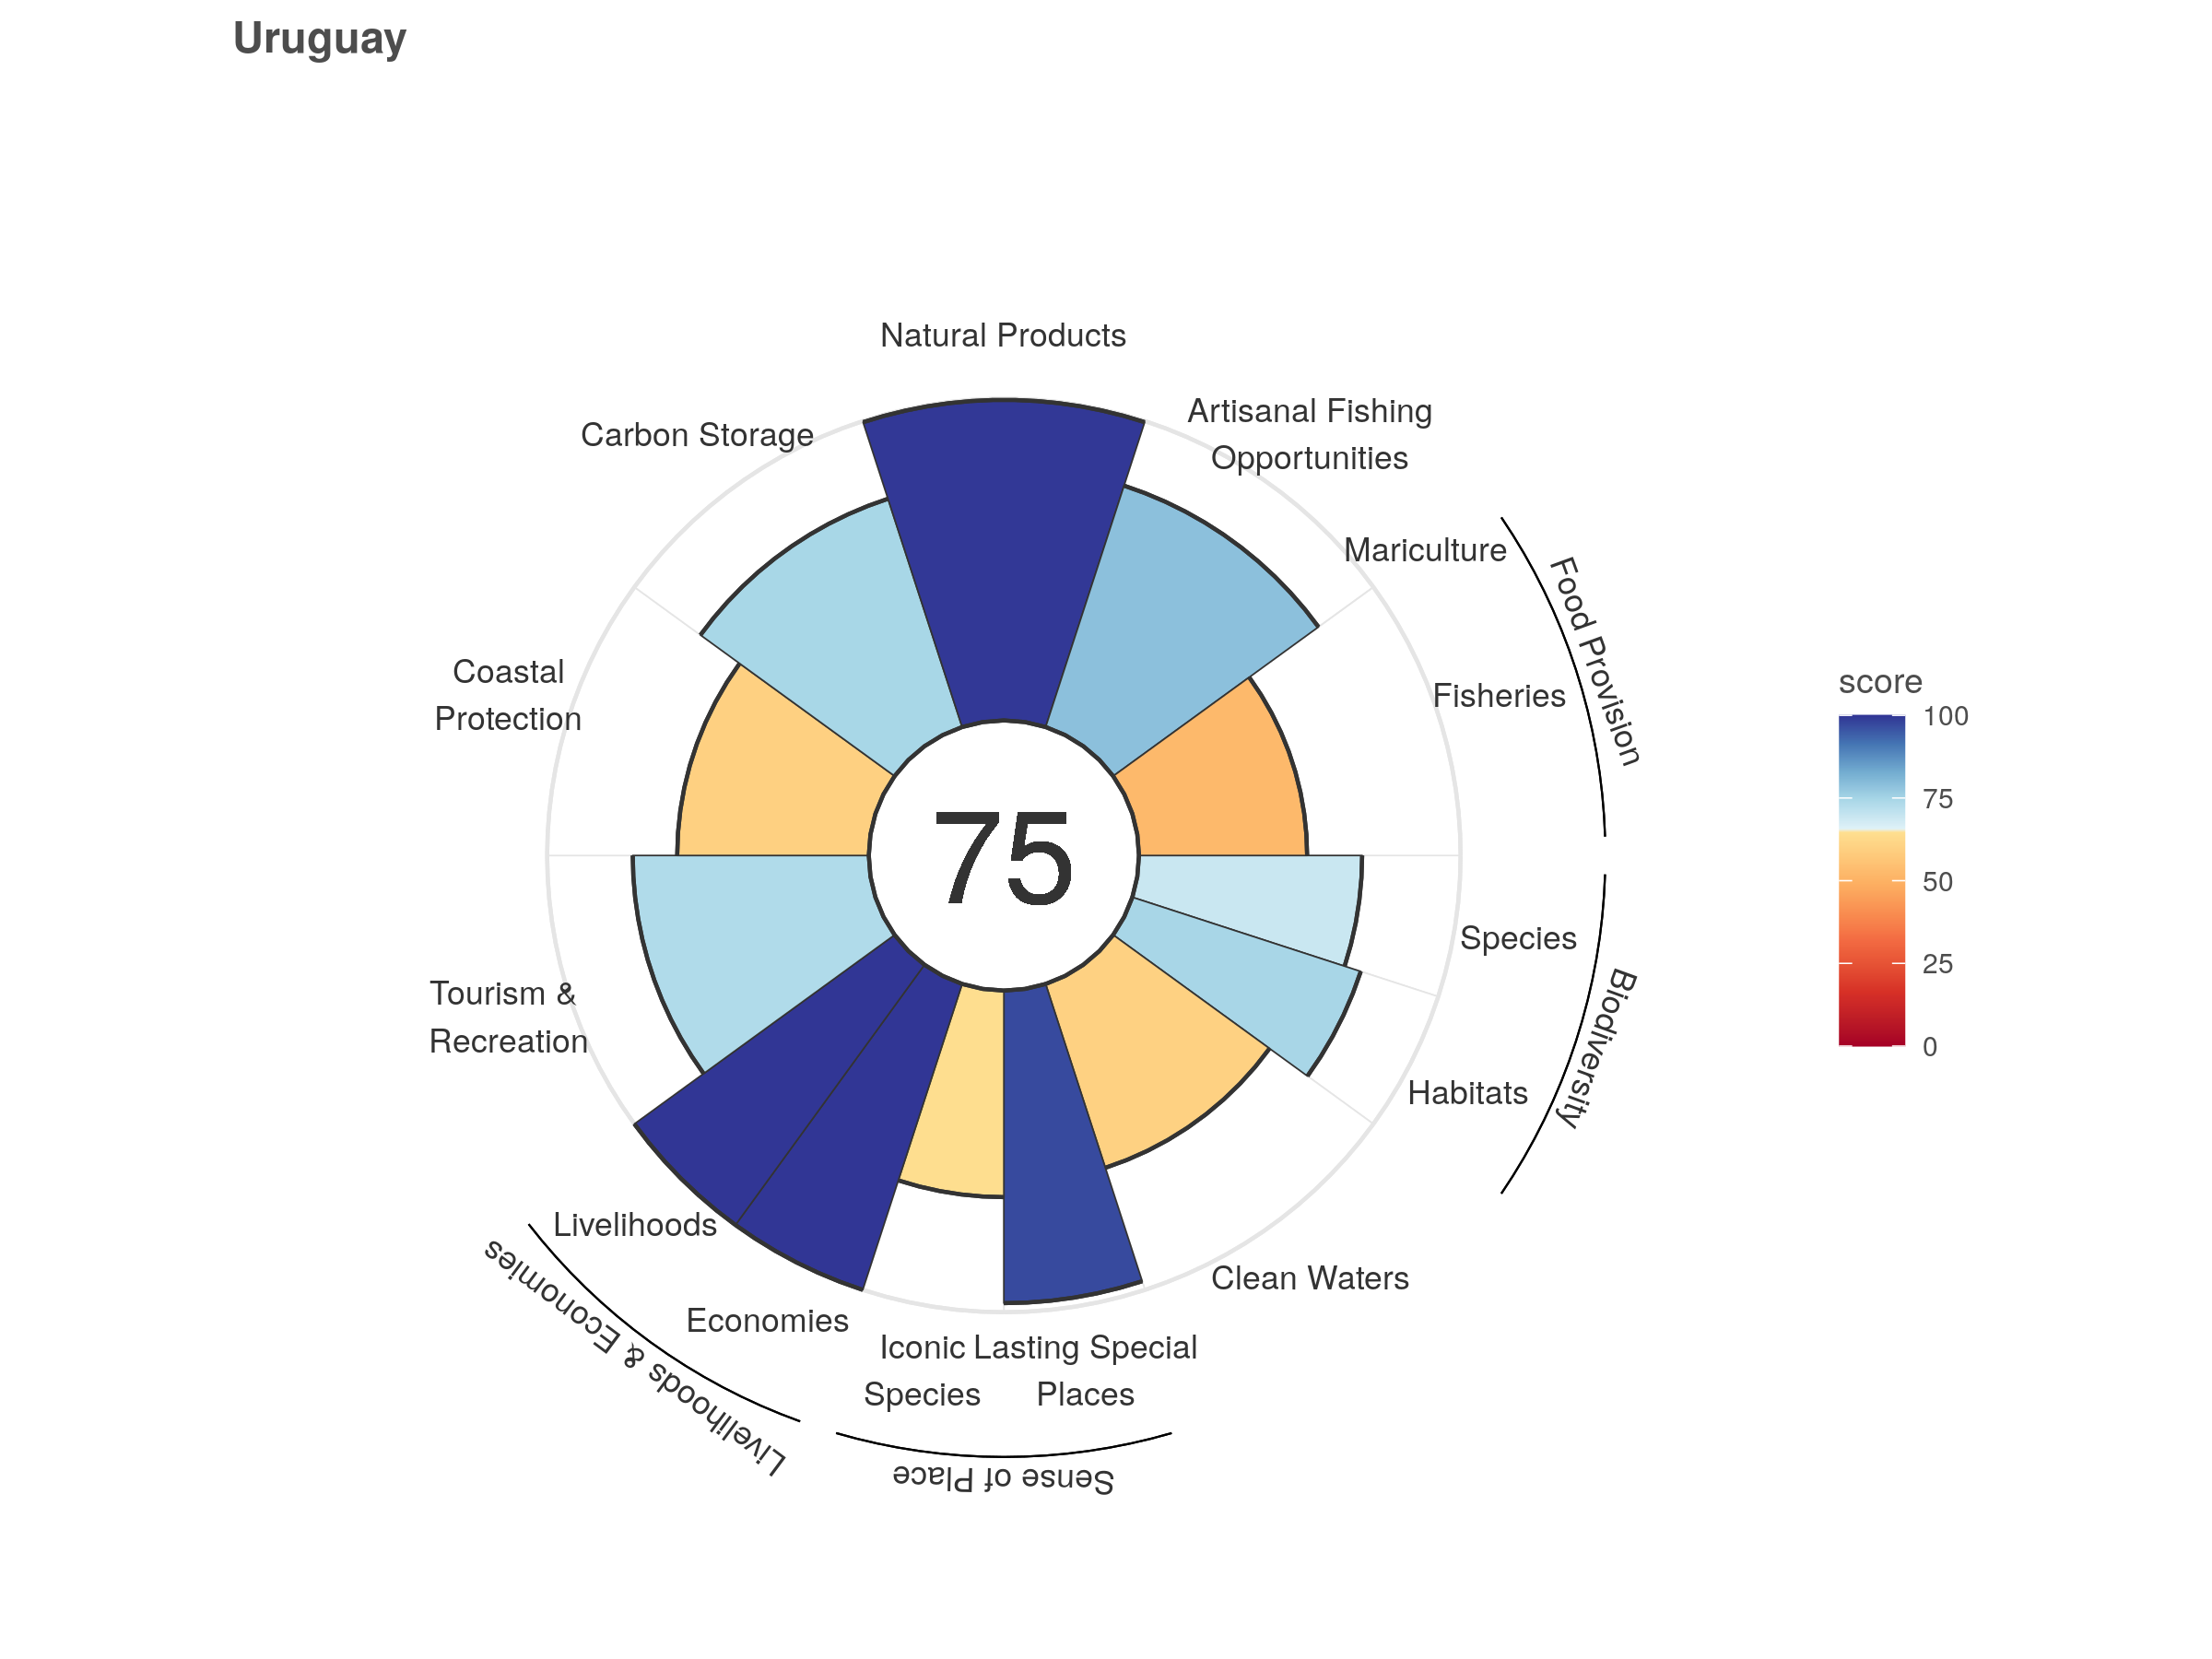 Uruguay
Natural Products
Artisanal Fishing
Opportunities
Carbon Storage
Mariculture
Food Provision
Fisheries
Coastal
Protection
score
100
75
50
25
0
75
Species
Biodiversity
Habitats
Tourism &
Recreation
Livelihoods
Livelihoods & Economies
Economies
Clean Waters
Iconic
Species
Lasting Special
Places
Sense of Place